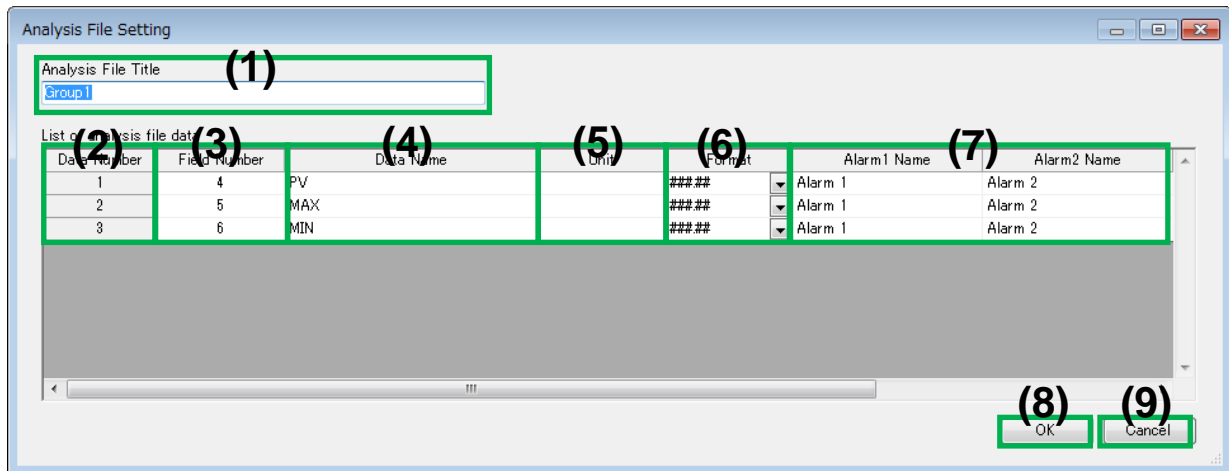 Analysis File Setting
(1)
Analysis File Title
Group1
List of analysis file data
(2) (3) (4) (5) (6) (7)
Data Number Field Number Data Name Unit Format Alarm1 Name Alarm2 Name
1 4 PV ###.## Alarm 1 Alarm 2
2 5 MAX ###.## Alarm 1 Alarm 2
3 6 MIN ###.## Alarm 1 Alarm 2
(8) (9)
OK Cancel